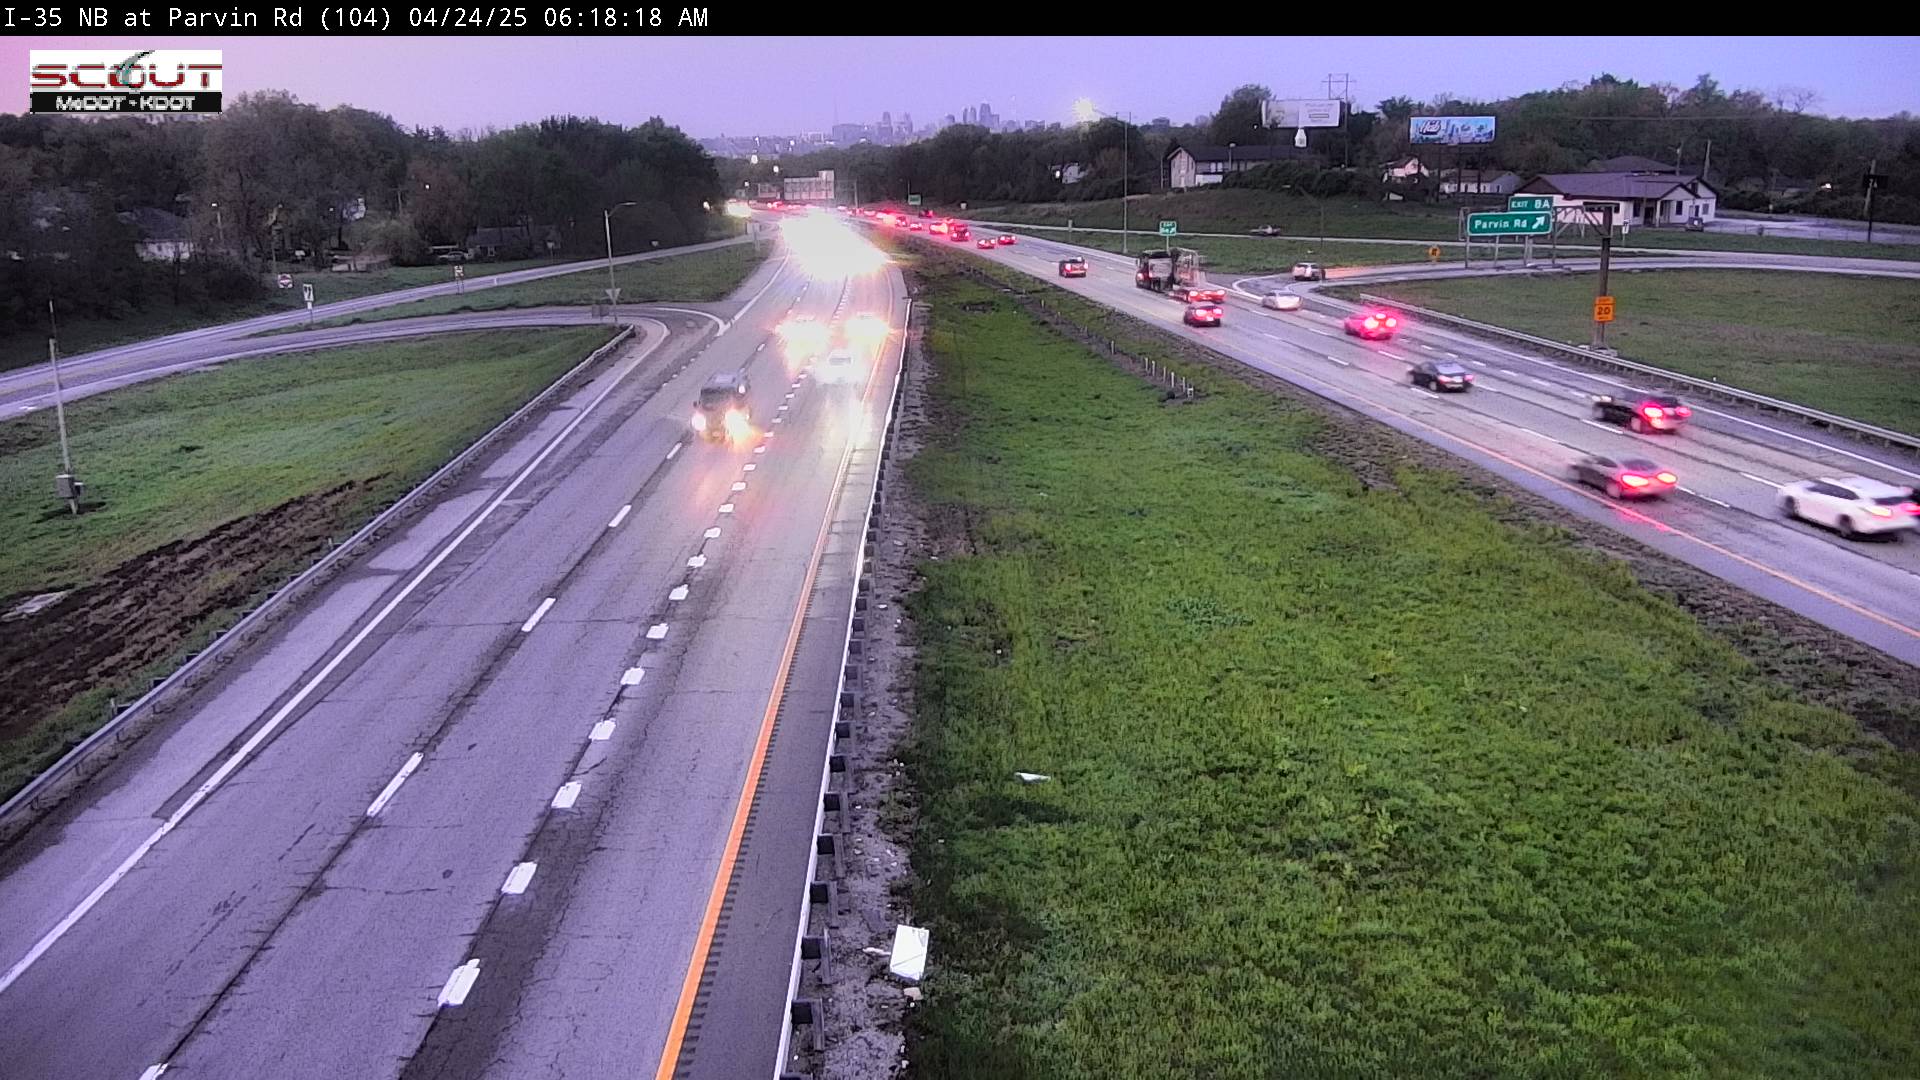 I-35 NB at Parvin Rd (104) 04/24/25 06:18:18 AM
SCOUT
MoDOT - KDOT
EXIT 8A
Parvin Rd
20